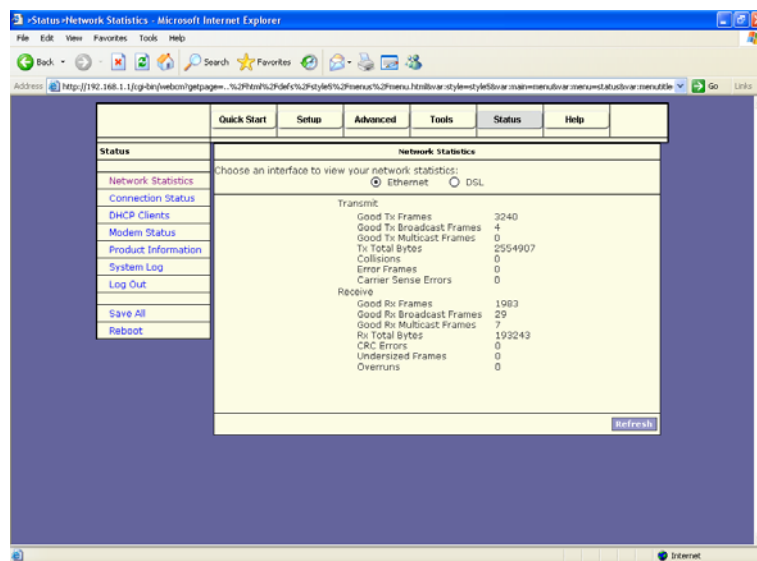 >Status >Network Statistics - Microsoft Internet Explorer
File Edit View Favorites Tools Help
Back Search Favorites
Address http://192.168.1.1/cgi-bin/webcm?getpage=..%2Fhtml%2Fdefs%2Fstyle5%2Fmenus%2Fmenu.html&var:style=style5&var:main=menu&var:menu=status&var:menutitle Go Links
Quick Start Setup Advanced Tools Status Help
Status
Network Statistics
Connection Status
DHCP Clients
Modem Status
Product Information
System Log
Log Out
Save All
Reboot
Network Statistics
Choose an interface to view your network statistics:
Ethernet DSL
Transmit
Good Tx Frames 3240
Good Tx Broadcast Frames 4
Good Tx Multicast Frames 0
Tx Total Bytes 2554907
Collisions 0
Error Frames 0
Carrier Sense Errors 0
Receive
Good Rx Frames 1983
Good Rx Broadcast Frames 29
Good Rx Multicast Frames 7
Rx Total Bytes 193243
CRC Errors 0
Undersized Frames 0
Overruns 0
Refresh
Internet